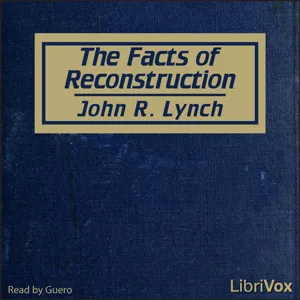 The Facts of
Reconstruction
John R. Lynch
Read by Guero
LibriVox